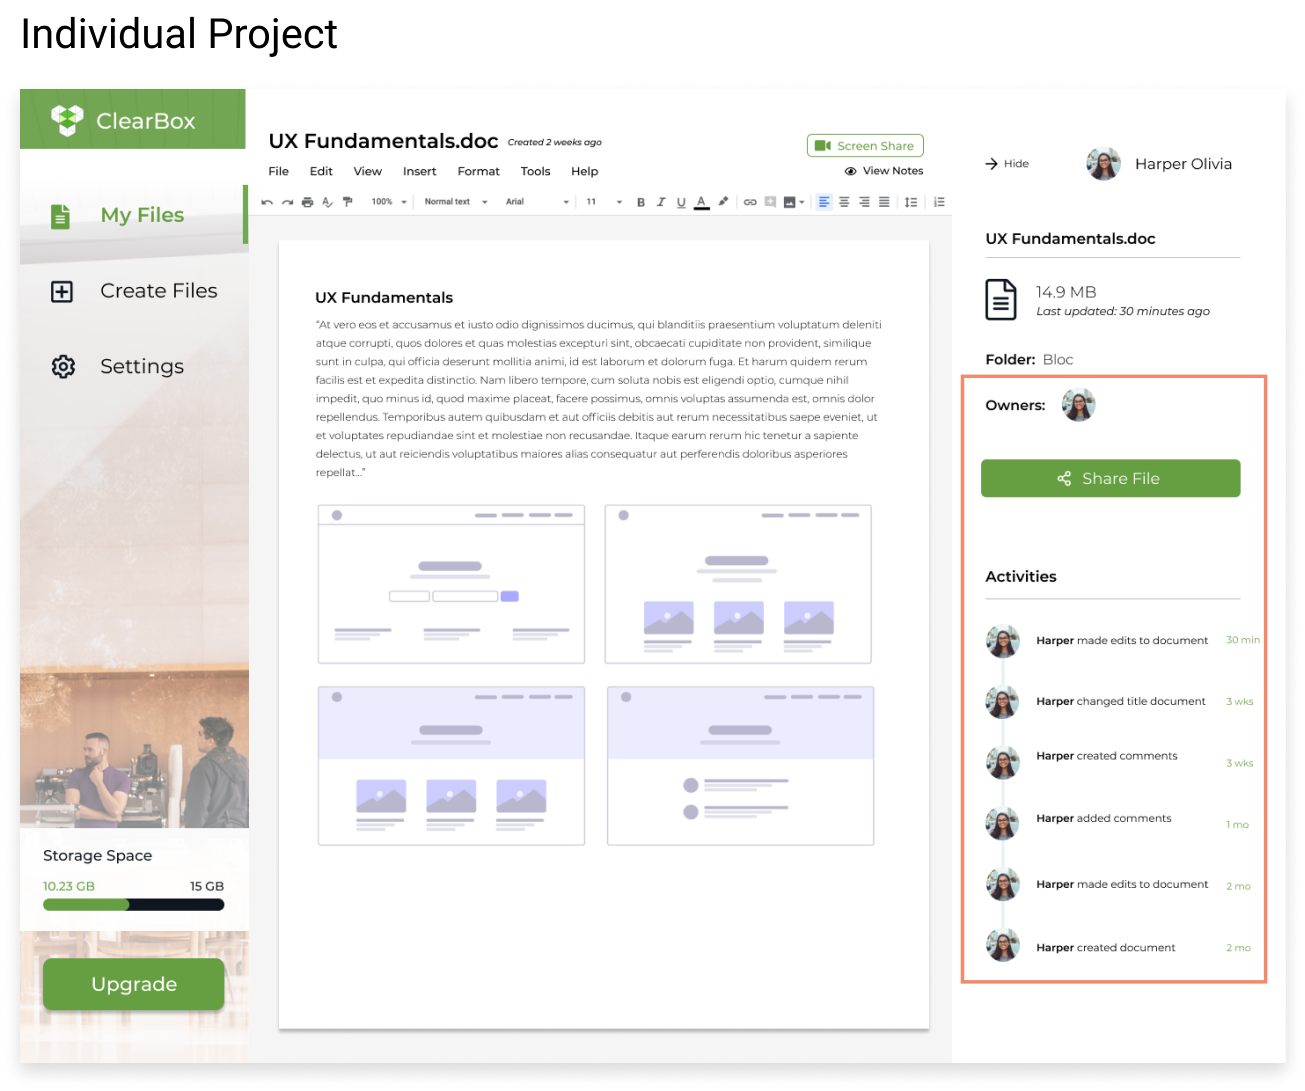 Individual Project
ClearBox
My Files
Create Files
Settings
Storage Space
10.23 GB 15 GB
Upgrade
UX Fundamentals.doc Created 2 weeks ago
Screen Share
File Edit View Insert Format Tools Help
View Notes
100% Normal text Arial 11 B I U A
UX Fundamentals
“At vero eos et accusamus et iusto odio dignissimos ducimus, qui blanditiis praesentium voluptatum deleniti
atque corrupti, quos dolores et quas molestias excepturi sint, obcaecati cupiditate non provident, similique
sunt in culpa, qui officia deserunt mollitia animi, id est laborum et dolorum fuga. Et harum quidem rerum
facilis est et expedita distinctio. Nam libero tempore, cum soluta nobis est eligendi optio, cumque nihil
impedit, quo minus id, quod maxime placeat, facere possimus, omnis voluptas assumenda est, omnis dolor
repellendus. Temporibus autem quibusdam et aut officiis debitis aut rerum necessitatibus saepe eveniet, ut
et voluptates repudiandae sint et molestiae non recusandae. Itaque earum rerum hic tenetur a sapiente
delectus, ut aut reiciendis voluptatibus maiores alias consequatur aut perferendis doloribus asperiores
repellat…”
Hide
Harper Olivia
UX Fundamentals.doc
14.9 MB
Last updated: 30 minutes ago
Folder: Bloc
Owners:
Share File
Activities
Harper made edits to document 30 min
Harper changed title document 3 wks
Harper created comments 3 wks
Harper added comments 1 mo
Harper made edits to document 2 mo
Harper created document 2 mo